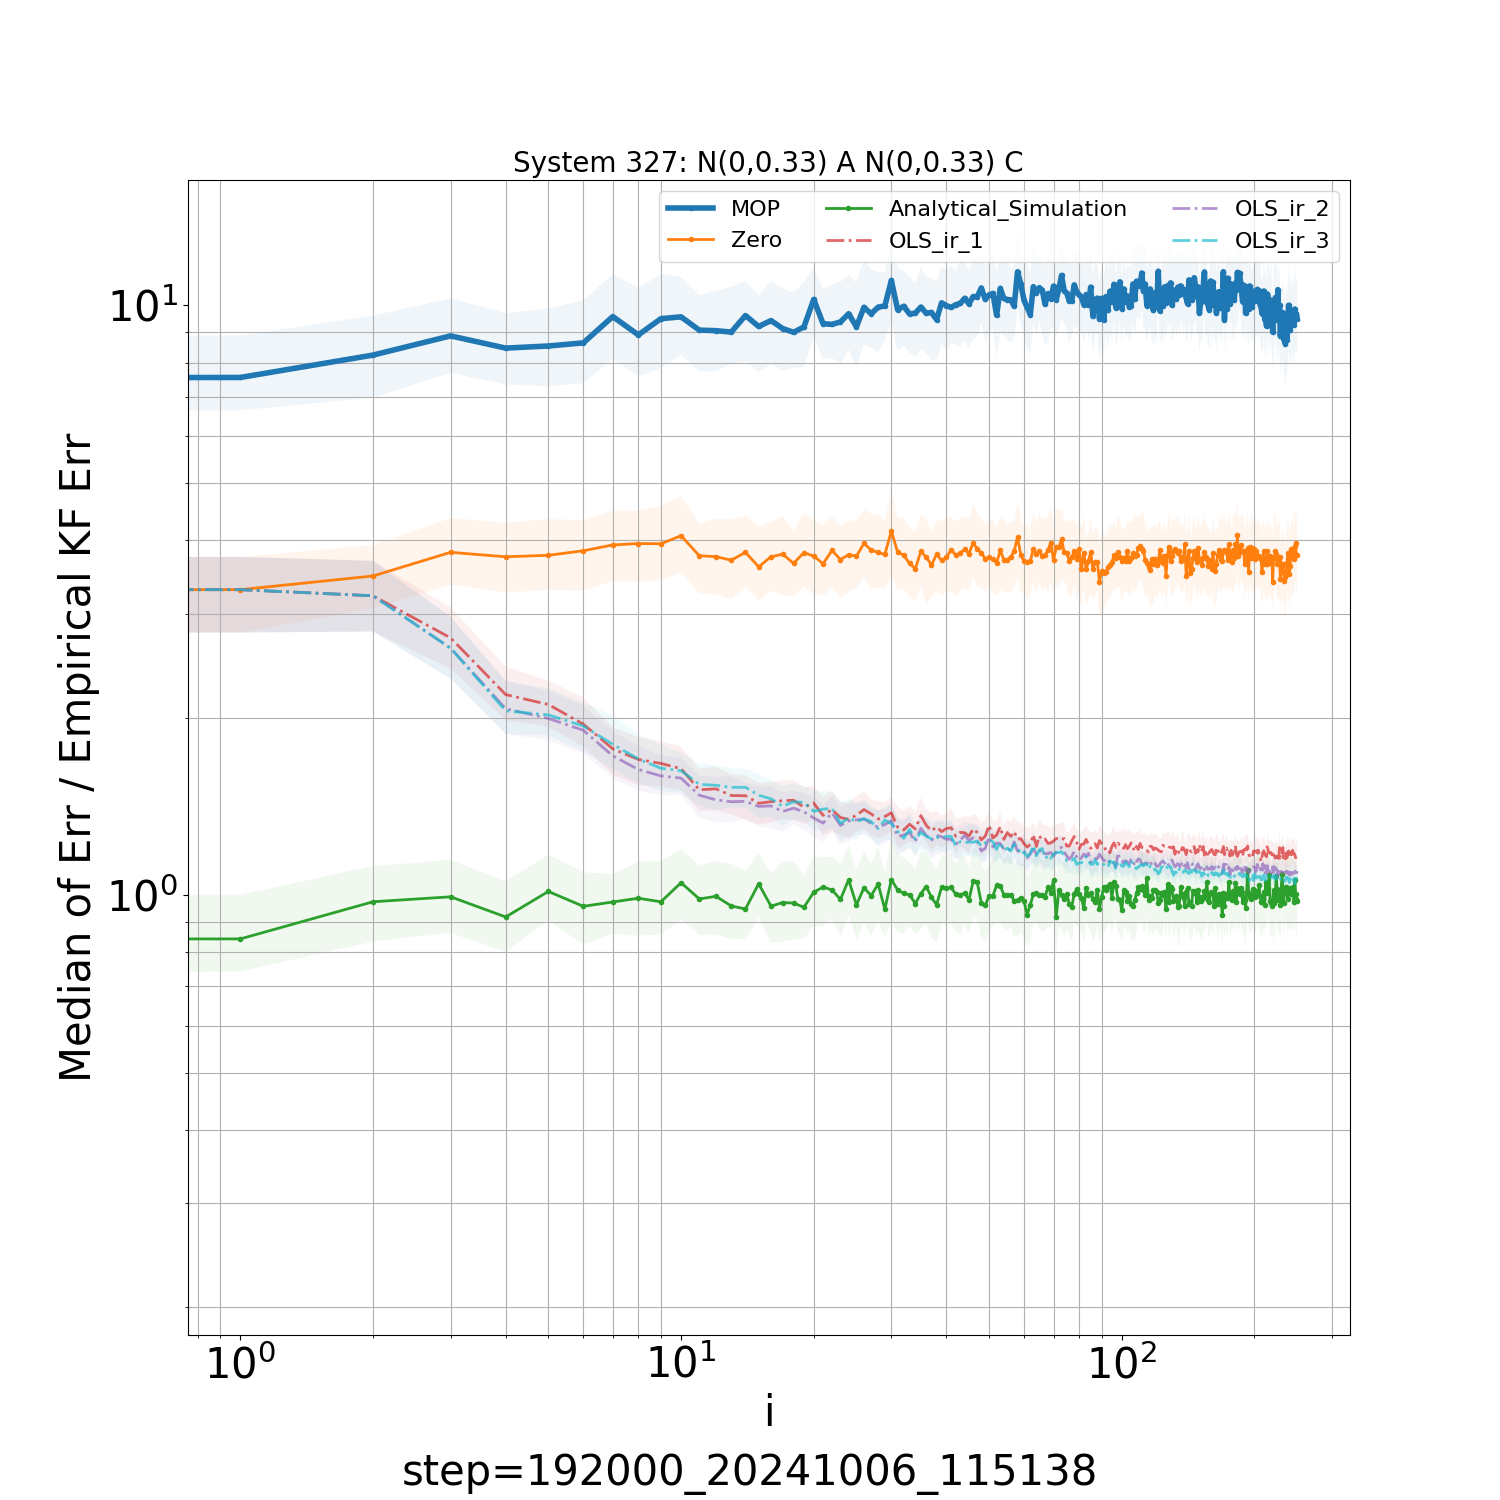 System 327: N(0,0.33) A N(0,0.33) C
MOP
Zero
Analytical_Simulation
OLS_ir_1
OLS_ir_2
OLS_ir_3
Median of Err / Empirical KF Err
10¹
10⁰
10⁰
10¹
10²
i
step=192000_20241006_115138